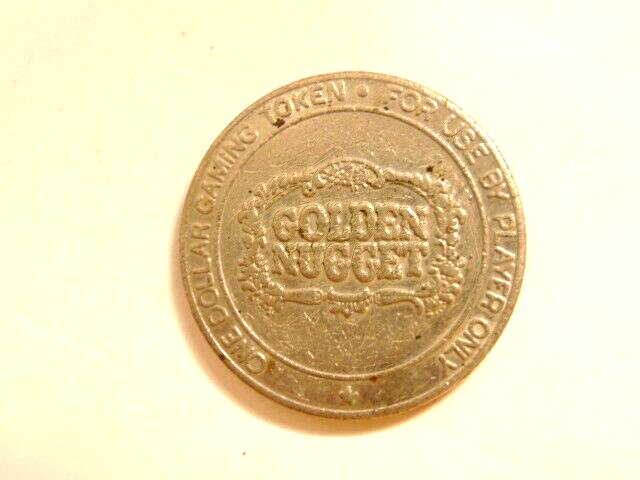 ONE DOLLAR GAMING TOKEN • FOR USE BY PLAYER ONLY
GOLDEN
NUGGET